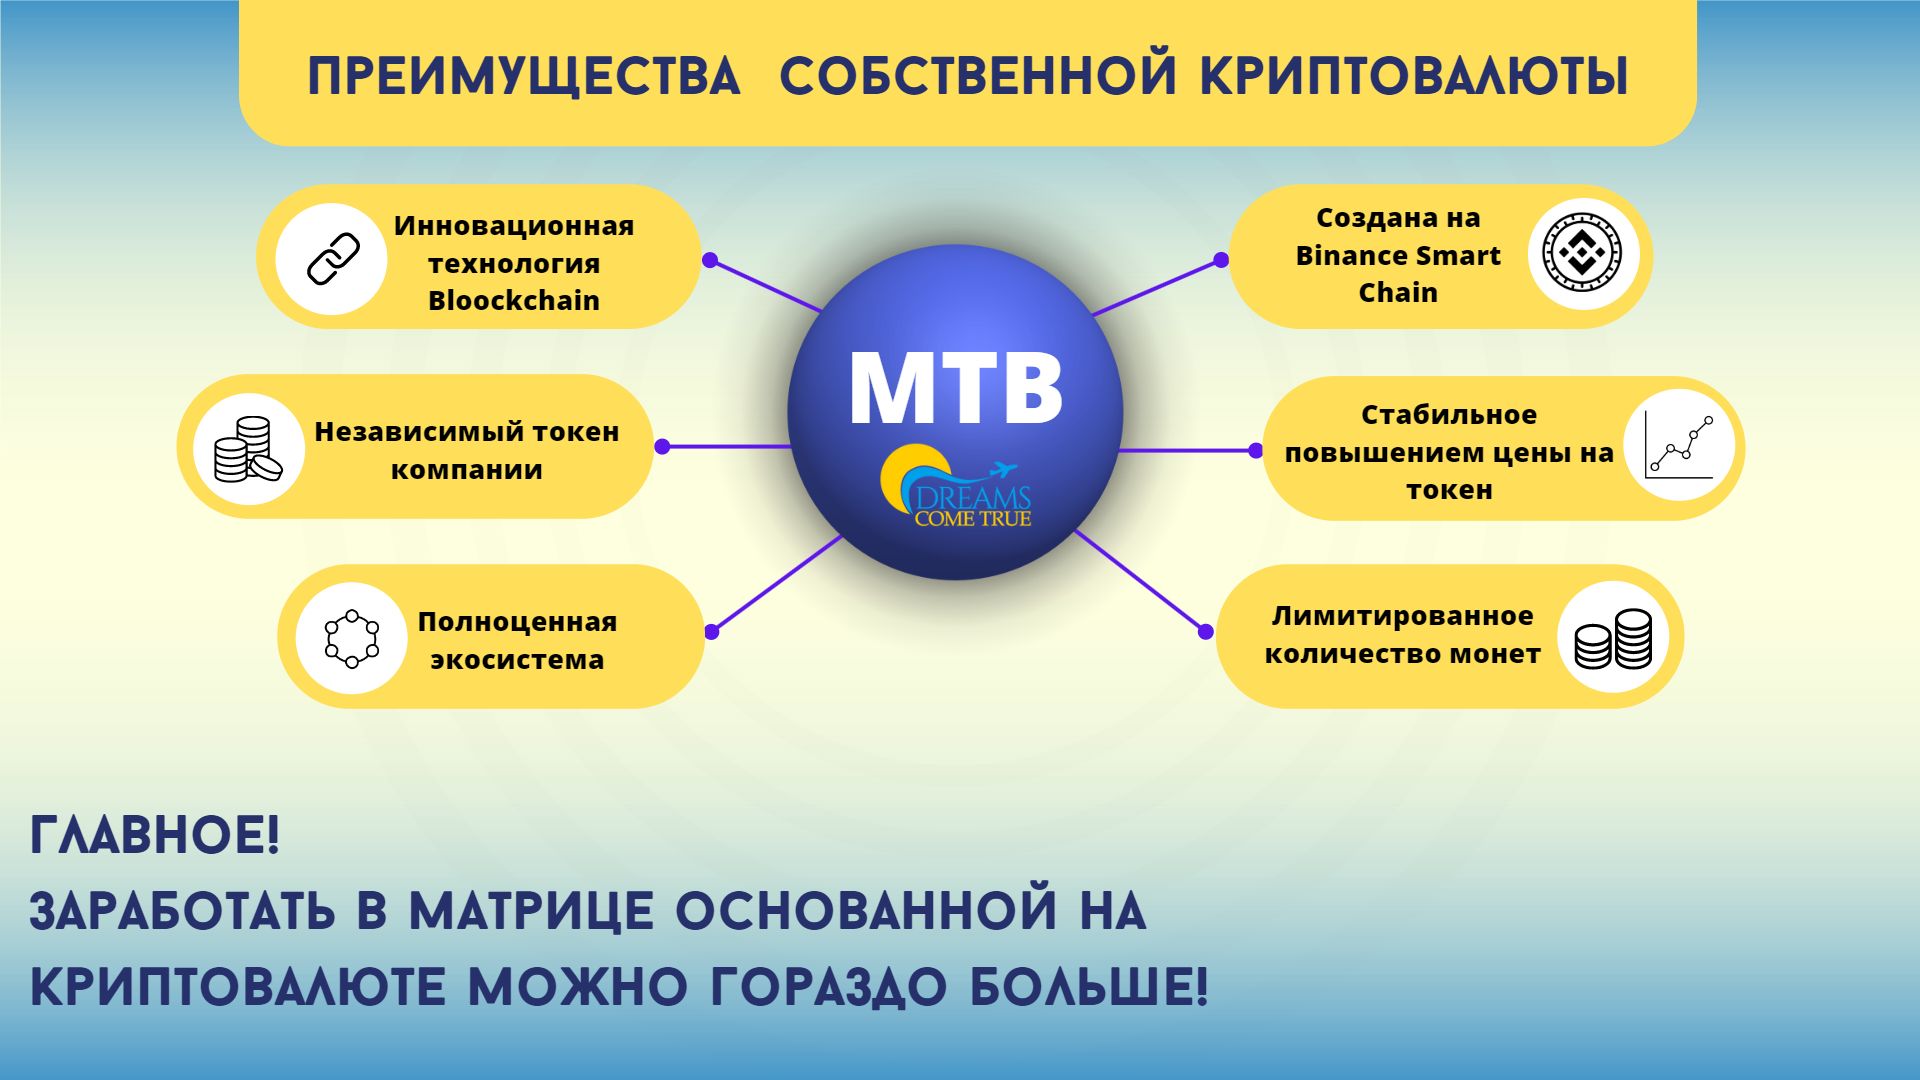 ПРЕИМУЩЕСТВА СОБСТВЕННОЙ КРИПТОВАЛЮТЫ
Инновационная
технология
Bloockchain
Независимый токен
компании
Полноценная
экосистема
МТВ
DREAMS
COME TRUE
Создана на
Binance Smart
Chain
Стабильное
повышением цены на
токен
Лимитированное
количество монет
ГЛАВНОЕ!
ЗАРАБОТАТЬ В МАТРИЦЕ ОСНОВАННОЙ НА
КРИПТОВАЛЮТЕ МОЖНО ГОРАЗДО БОЛЬШЕ!